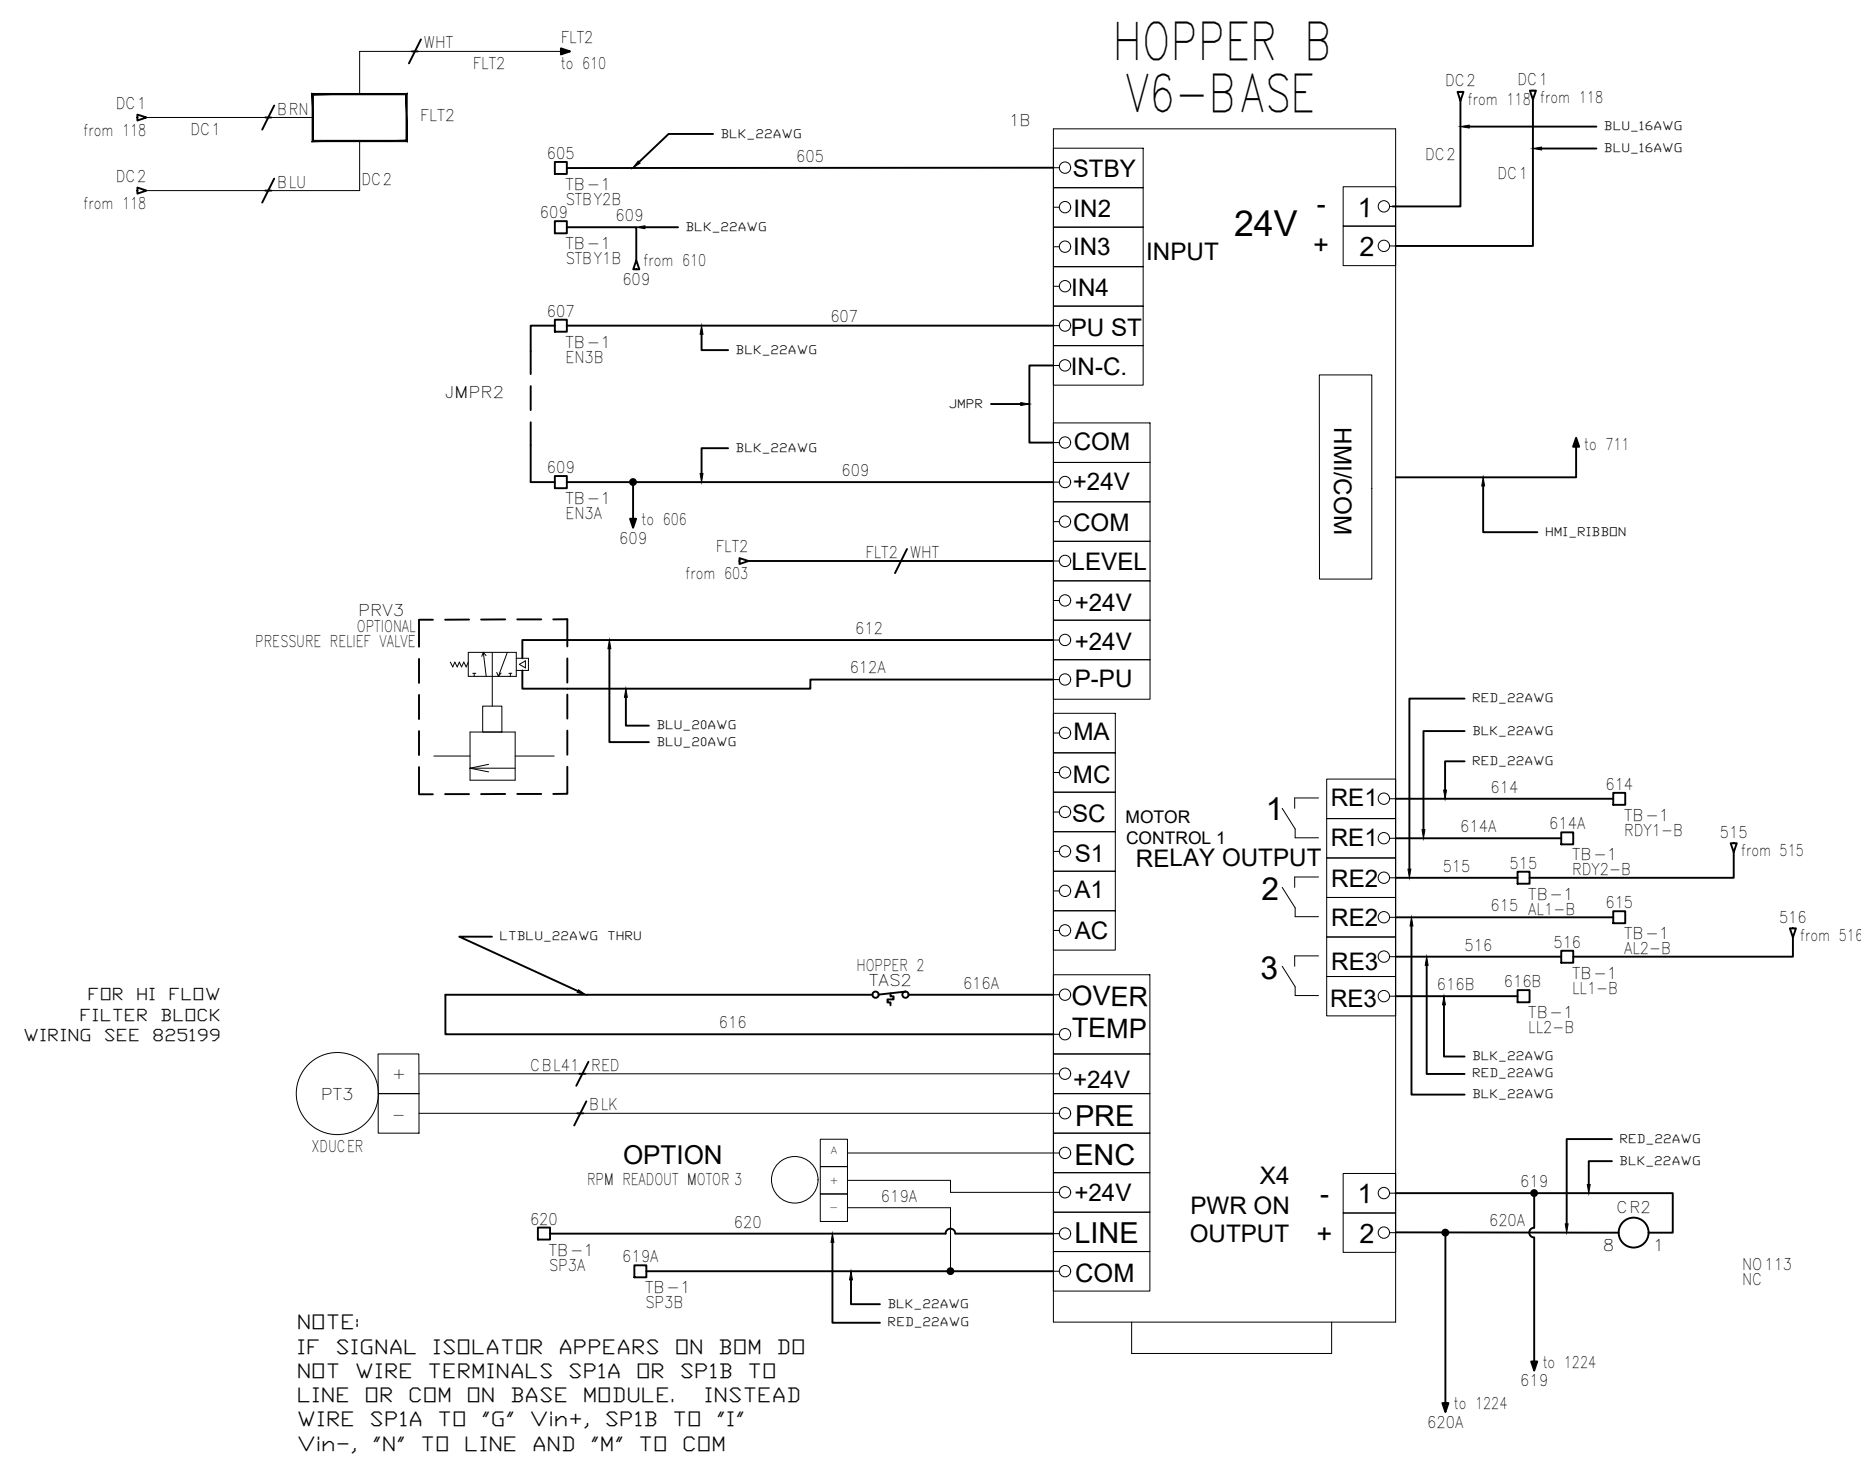 HOPPER B
V6-BASE
WHT
FLT2
FLT2
to 610
DC1
from 118
DC1
BRN
FLT2
DC2
from 118
BLU
DC2
1B
BLK_22AWG
605
605
TB-1
STBY2B
609
609
BLK_22AWG
TB-1
STBY1B
from 610
609
607
607
TB-1
EN3B
BLK_22AWG
JMPR2
JMPR
BLK_22AWG
609
609
TB-1
EN3A
to 606
609
FLT2
from 603
FLT2
WHT
PRV3
OPTIONAL
PRESSURE RELIEF VALVE
612
612A
BLU_20AWG
BLU_20AWG
LTBLU_22AWG THRU
HOPPER 2
TAS2
616A
616
FOR HI FLOW
FILTER BLOCK
WIRING SEE 825199
PT3
+
-
XDUCER
CBL41
RED
BLK
OPTION
RPM READOUT MOTOR 3
A
+
-
619A
620
620
TB-1
SP3A
619A
TB-1
SP3B
BLK_22AWG
RED_22AWG
NOTE:
IF SIGNAL ISOLATOR APPEARS ON BOM DO
NOT WIRE TERMINALS SP1A OR SP1B TO
LINE OR COM ON BASE MODULE. INSTEAD
WIRE SP1A TO "G" Vin+, SP1B TO "I"
Vin-, "N" TO LINE AND "M" TO COM
STBY
IN2
IN3
IN4
PU ST
IN-C.
INPUT
COM
+24V
COM
LEVEL
+24V
+24V
P-PU
MA
MC
SC
S1
A1
AC
MOTOR
CONTROL 1
OVER
TEMP
+24V
PRE
ENC
+24V
LINE
COM
DC2
from 118
DC1
from 118
BLU_16AWG
BLU_16AWG
DC2
DC1
24V
-
+
1
2
HMI/COM
to 711
HMI_RIBBON
RED_22AWG
BLK_22AWG
RED_22AWG
RELAY OUTPUT
1
2
3
RE1
RE1
RE2
RE2
RE3
RE3
614
614
TB-1
RDY1-B
614A
614A
TB-1
RDY2-B
515
515
TB-1
AL1-B
515
from 515
615
615
TB-1
AL2-B
516
516
TB-1
LL1-B
516
from 516
616B
616B
TB-1
LL2-B
BLK_22AWG
RED_22AWG
BLK_22AWG
RED_22AWG
BLK_22AWG
X4
PWR ON
OUTPUT
-
+
1
2
619
620A
CR2
8
1
NO 113
NC
to 1224
619
to 1224
620A